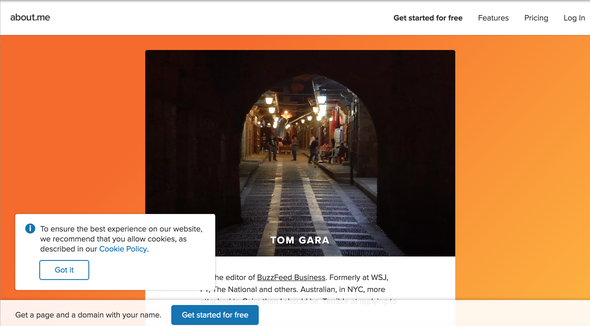 about.me
Get started for free
Features
Pricing
Log In
TOM GARA
To ensure the best experience on our website,
we recommend that you allow cookies, as
described in our Cookie Policy.
Got it
the editor of BuzzFeed Business. Formerly at WSJ,
The National and others. Australian, in NYC, more
Get a page and a domain with your name.
Get started for free